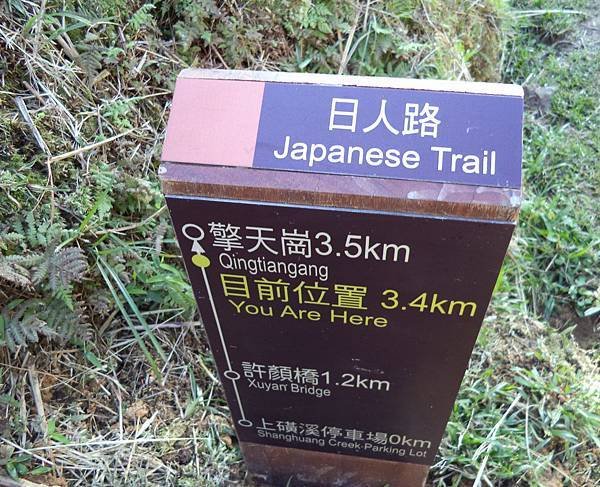 日人路
Japanese Trail
擎天崗3.5km
Qingtiangang
目前位置 3.4km
You Are Here
許顏橋1.2km
Xuyan Bridge
上磺溪停車場0km
Shanghuang Creek Parking Lot